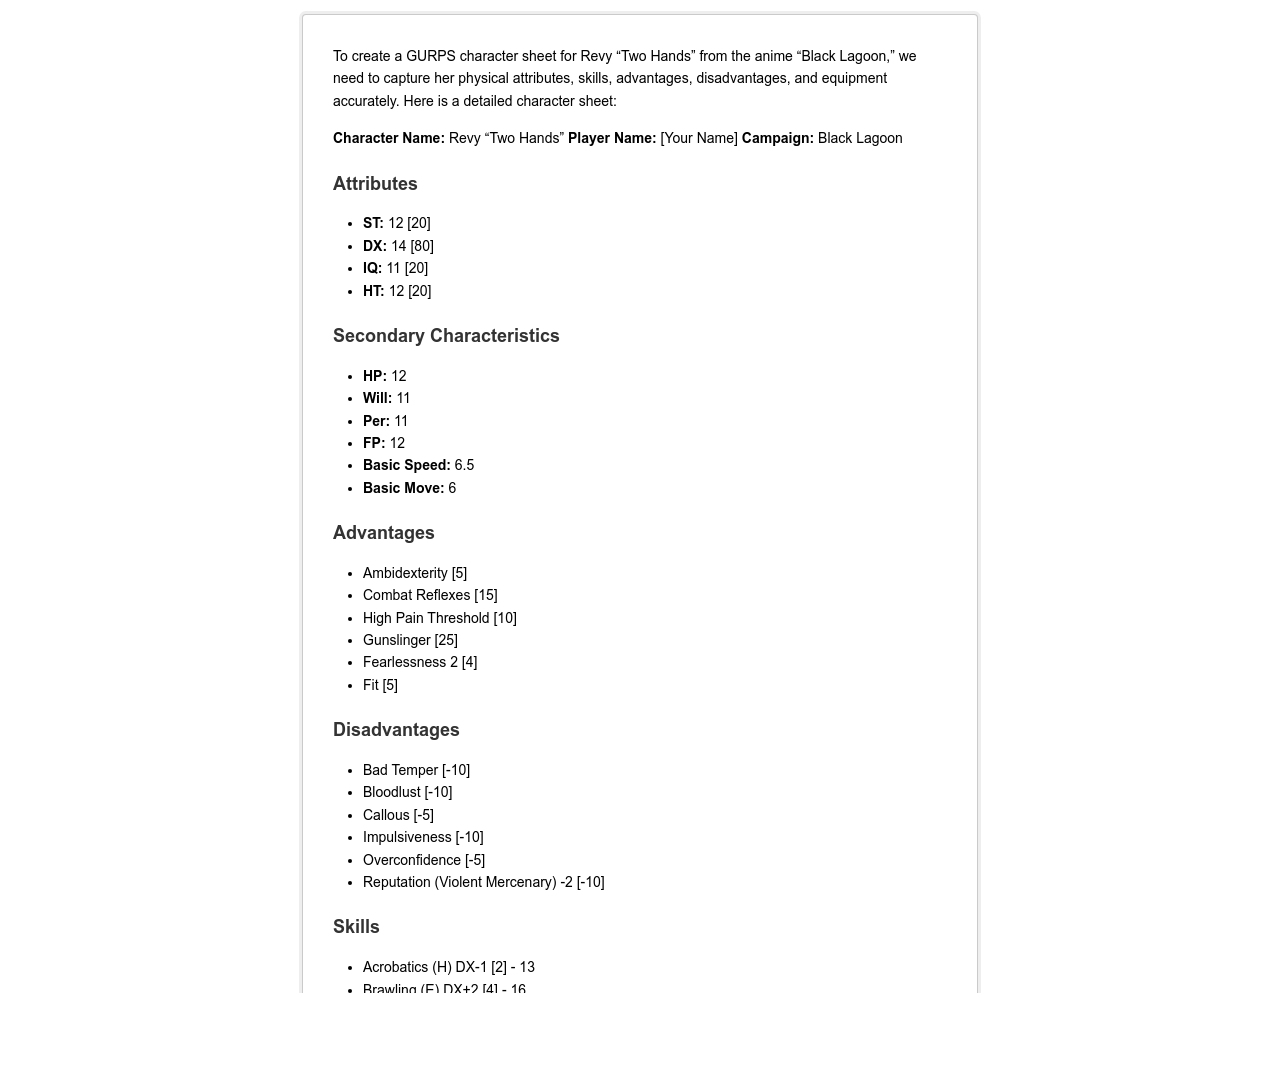 To create a GURPS character sheet for Revy “Two Hands” from the anime “Black Lagoon,” we
need to capture her physical attributes, skills, advantages, disadvantages, and equipment
accurately. Here is a detailed character sheet:
Character Name: Revy “Two Hands” Player Name: [Your Name] Campaign: Black Lagoon
Attributes
• ST: 12 [20]
• DX: 14 [80]
• IQ: 11 [20]
• HT: 12 [20]
Secondary Characteristics
• HP: 12
• Will: 11
• Per: 11
• FP: 12
• Basic Speed: 6.5
• Basic Move: 6
Advantages
• Ambidexterity [5]
• Combat Reflexes [15]
• High Pain Threshold [10]
• Gunslinger [25]
• Fearlessness 2 [4]
• Fit [5]
Disadvantages
• Bad Temper [-10]
• Bloodlust [-10]
• Callous [-5]
• Impulsiveness [-10]
• Overconfidence [-5]
• Reputation (Violent Mercenary) -2 [-10]
Skills
• Acrobatics (H) DX-1 [2] - 13
• Brawling (E) DX+2 [4] - 16